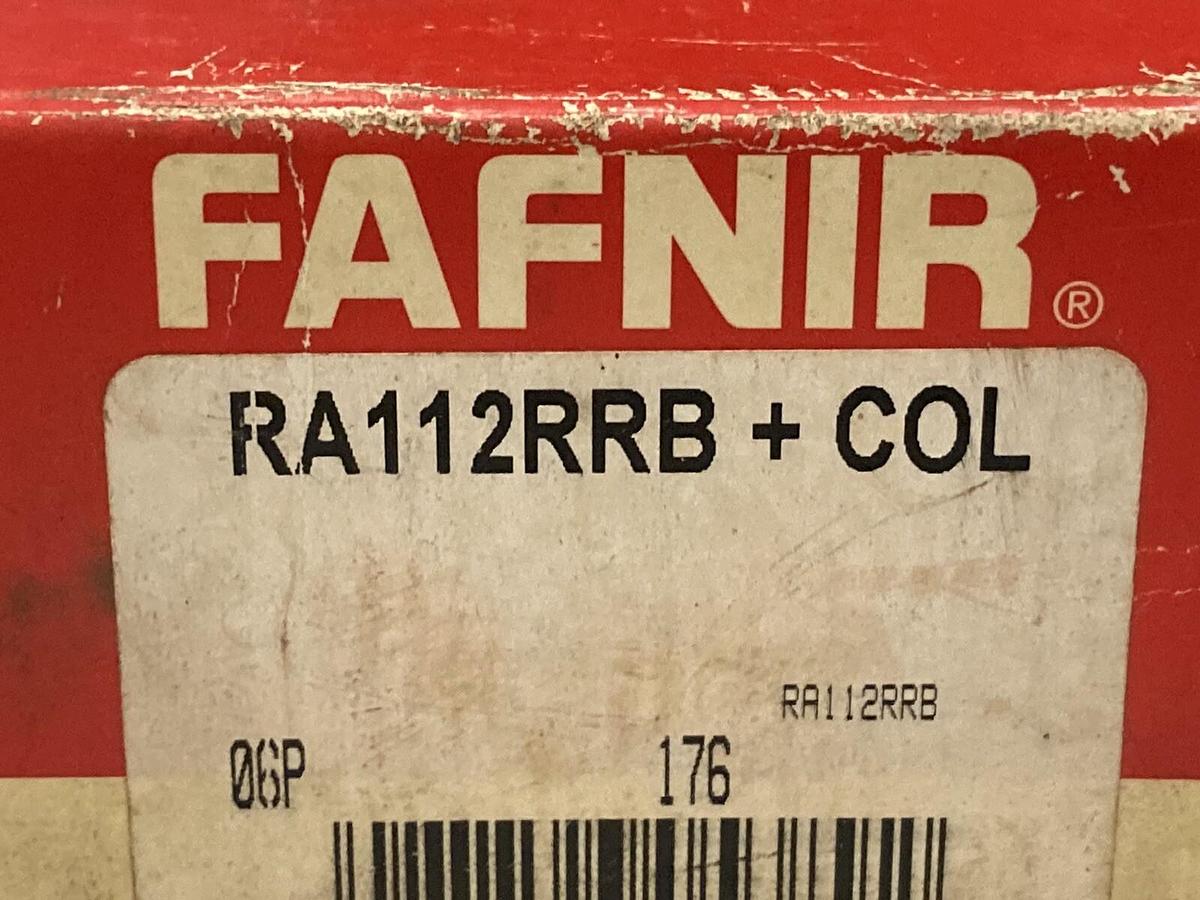 FAFNIR®
RA112RRB + COL
RA112RRB
06P 176